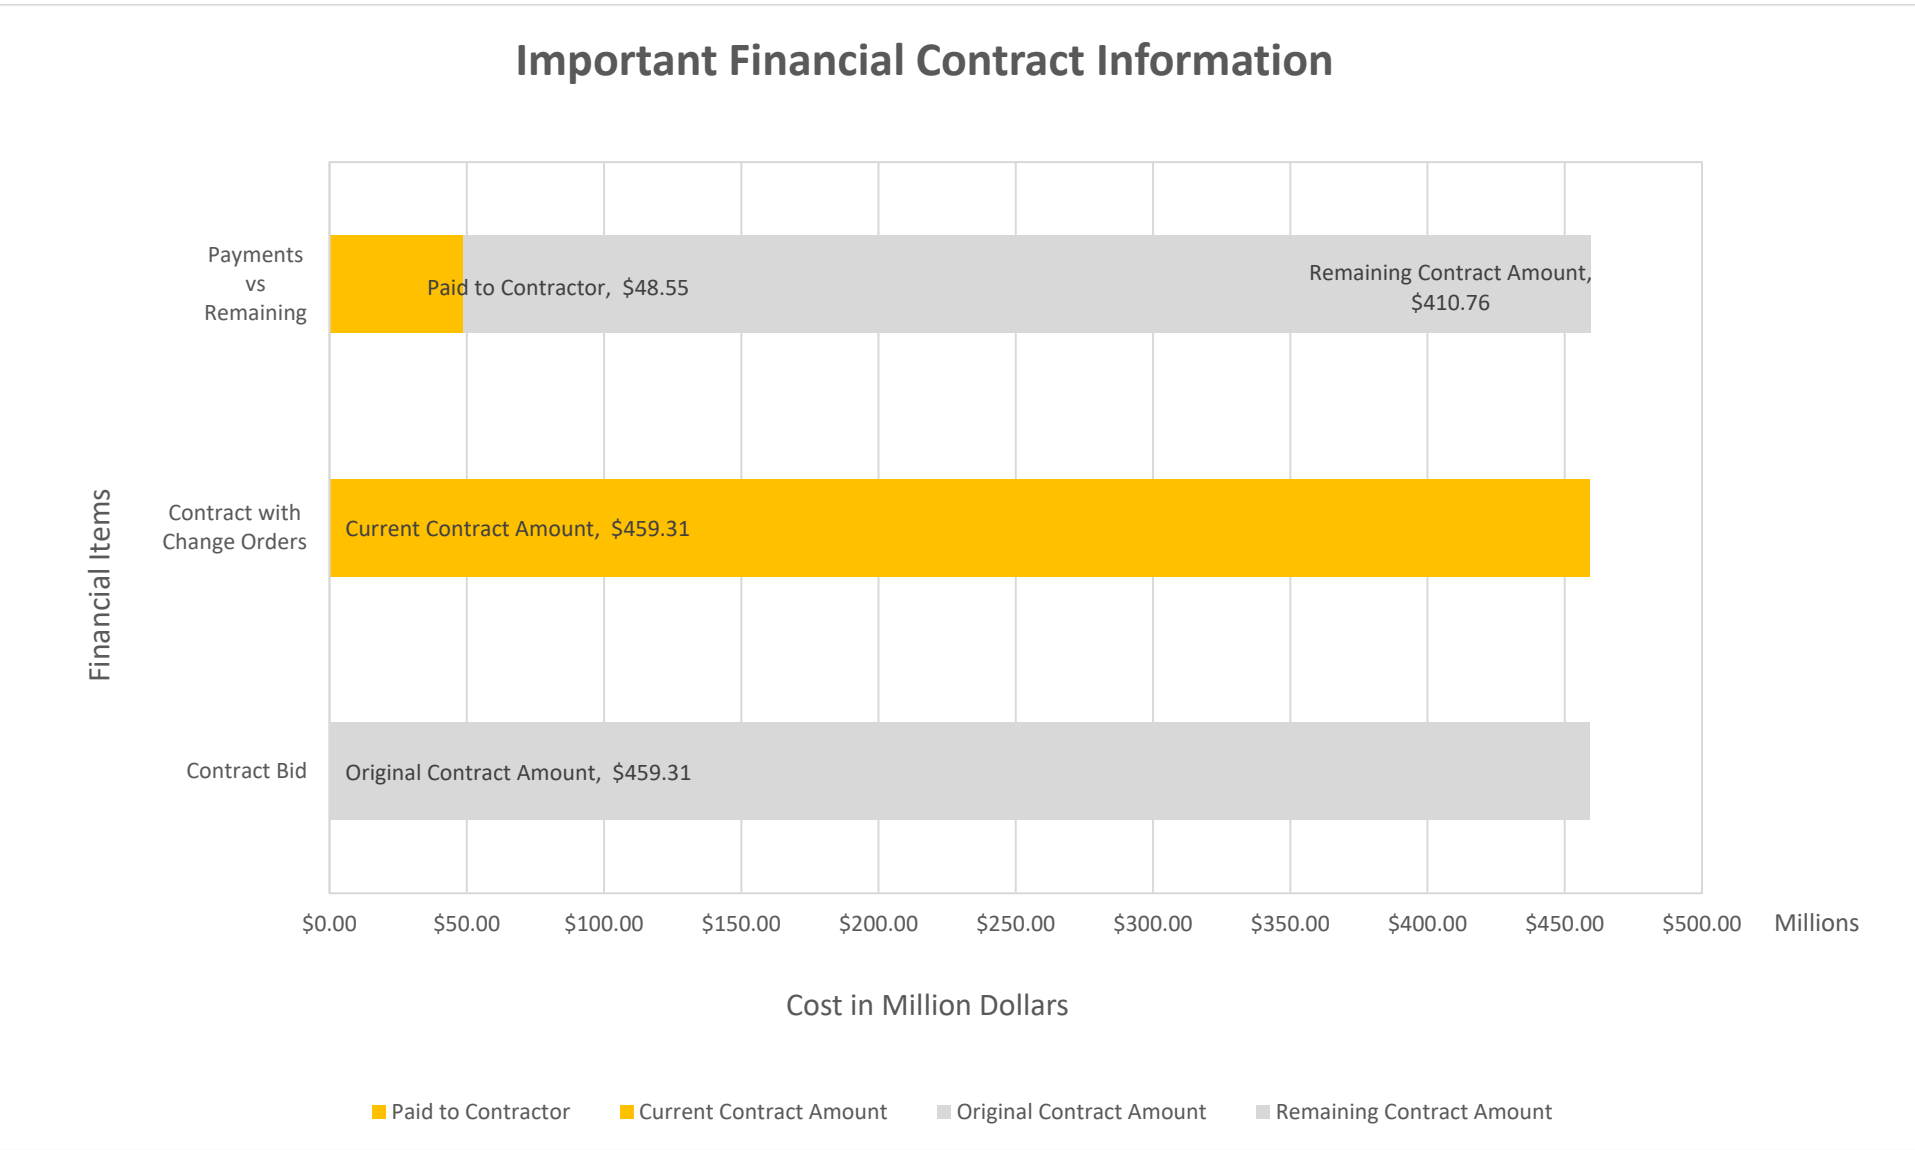 Important Financial Contract Information
Payments
vs
Remaining
Paid to Contractor,  $48.55
Remaining Contract Amount,
$410.76
Contract with
Change Orders
Current Contract Amount,  $459.31
Contract Bid
Original Contract Amount,  $459.31
Financial Items
$0.00 $50.00 $100.00 $150.00 $200.00 $250.00 $300.00 $350.00 $400.00 $450.00 $500.00 Millions
Cost in Million Dollars
Paid to Contractor Current Contract Amount Original Contract Amount Remaining Contract Amount